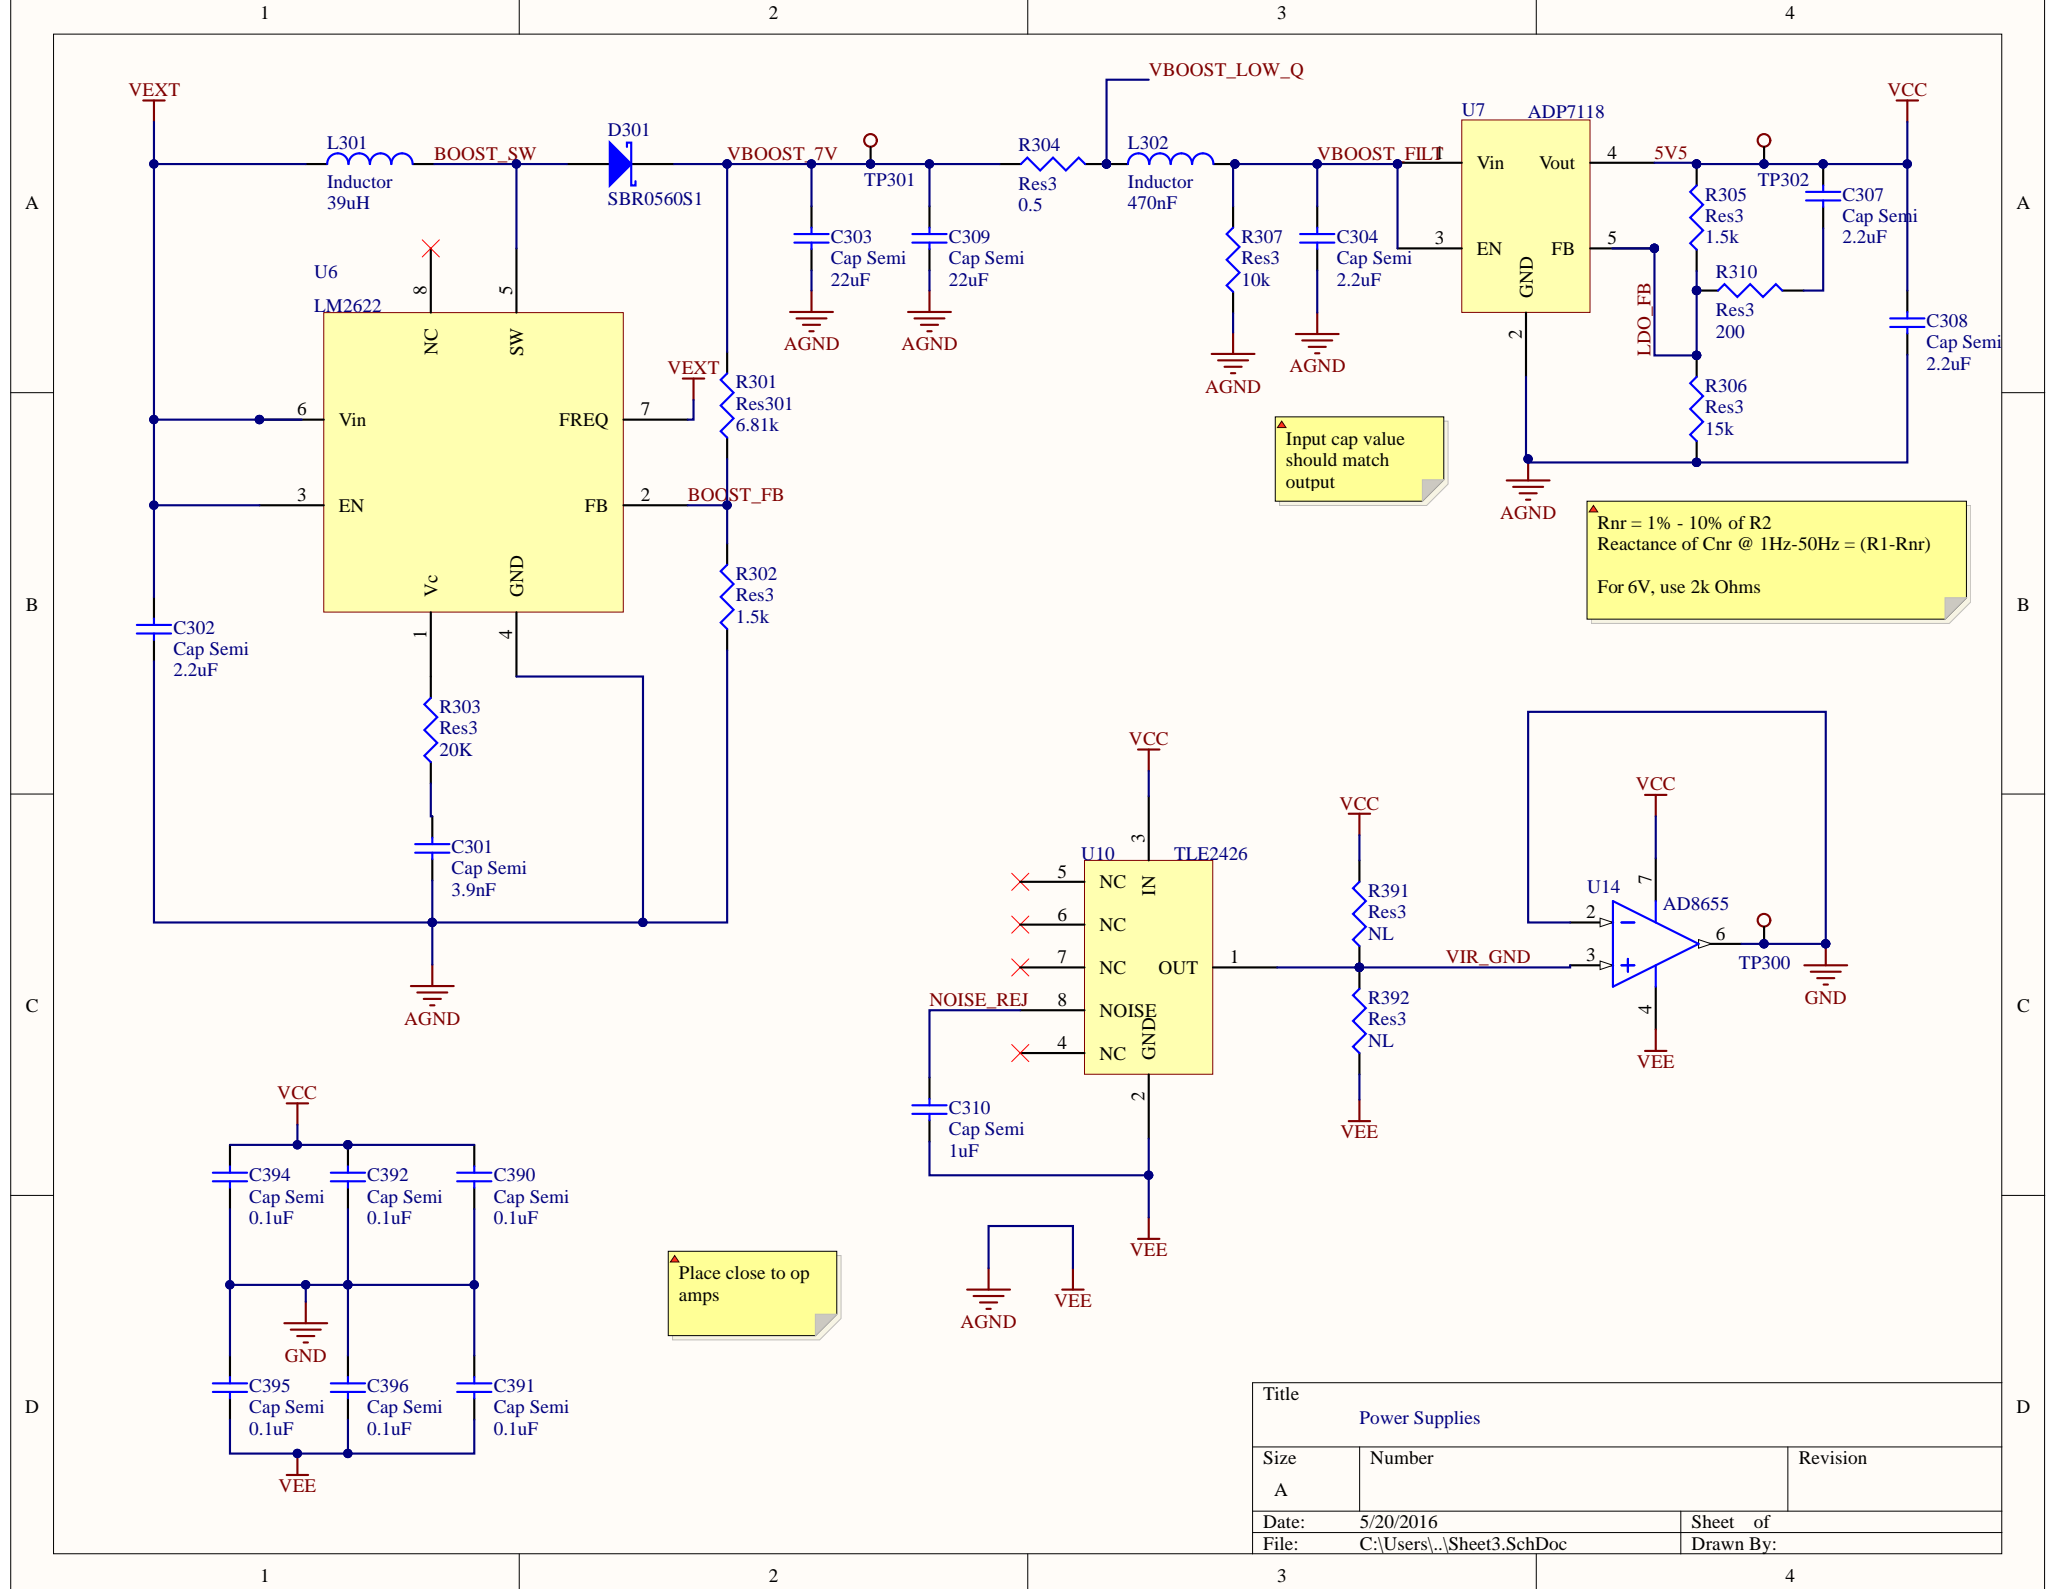 1
2
3
4
A
A
B
B
C
C
D
D
1
2
3
4
VEXT
L301
Inductor
39uH
BOOST_SW
D301
SBR0560S1
VBOOST_7V
TP301
R304
Res3
0.5
VBOOST_LOW_Q
L302
Inductor
470nF
VBOOST_FILT
1
U7
ADP7118
Vin
Vout
EN
FB
GND
3
2
4
5
5V5
VCC
TP302
C307
Cap Semi
2.2uF
R305
Res3
1.5k
R310
Res3
200
LDO_FB
C308
Cap Semi
2.2uF
R306
Res3
15k
AGND
C303
Cap Semi
22uF
AGND
C309
Cap Semi
22uF
AGND
R307
Res3
10k
AGND
C304
Cap Semi
2.2uF
AGND
U6
LM2622
8
5
NC
SW
6
Vin
FREQ
7
VEXT
3
EN
FB
2
BOOST_FB
Vc
GND
1
4
R301
Res301
6.81k
R302
Res3
1.5k
C302
Cap Semi
2.2uF
R303
Res3
20K
C301
Cap Semi
3.9nF
AGND
Input cap value
should match
output
Rnr = 1% - 10% of R2
Reactance of Cnr @ 1Hz-50Hz = (R1-Rnr)
For 6V, use 2k Ohms
VCC
3
U10
TLE2426
5
NC
IN
6
NC
7
NC
OUT
1
NOISE_REJ
8
NOISE
4
NC
GND
2
C310
Cap Semi
1uF
VEE
VCC
R391
Res3
NL
VIR_GND
R392
Res3
NL
VEE
VCC
7
U14
AD8655
2
3
6
4
TP300
GND
VEE
VCC
C394
Cap Semi
0.1uF
C392
Cap Semi
0.1uF
C390
Cap Semi
0.1uF
GND
C395
Cap Semi
0.1uF
C396
Cap Semi
0.1uF
C391
Cap Semi
0.1uF
VEE
Place close to op
amps
AGND
VEE
Title
Power Supplies
Size
Number
Revision
A
Date:
5/20/2016
Sheet of
File:
C:\Users\..\Sheet3.SchDoc
Drawn By: